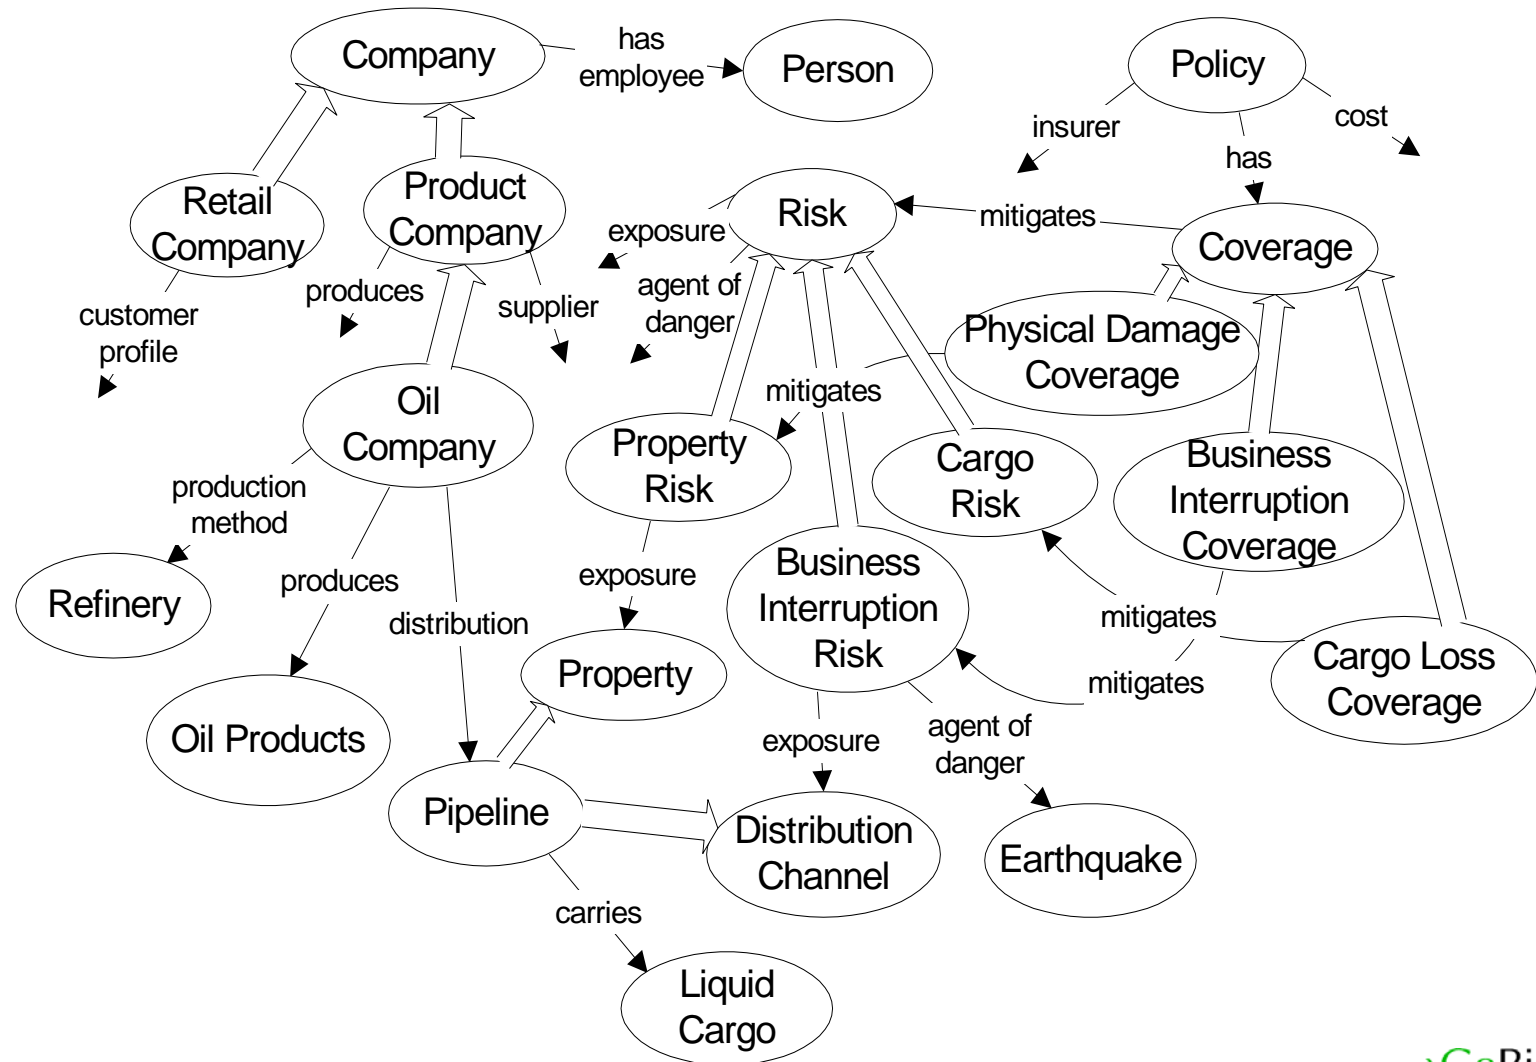 Company
has
employee
Person
Policy
insurer
has
cost
Retail
Company
Product
Company
Risk
mitigates
Coverage
exposure
agent of
danger
customer
profile
produces
supplier
Physical Damage
Coverage
mitigates
Oil
Company
Property
Risk
Cargo
Risk
Business
Interruption
Coverage
production
method
Refinery
produces
distribution
exposure
Business
Interruption
Risk
mitigates
mitigates
Cargo Loss
Coverage
Property
Oil Products
exposure
agent of
danger
Pipeline
Distribution
Channel
Earthquake
carries
Liquid
Cargo